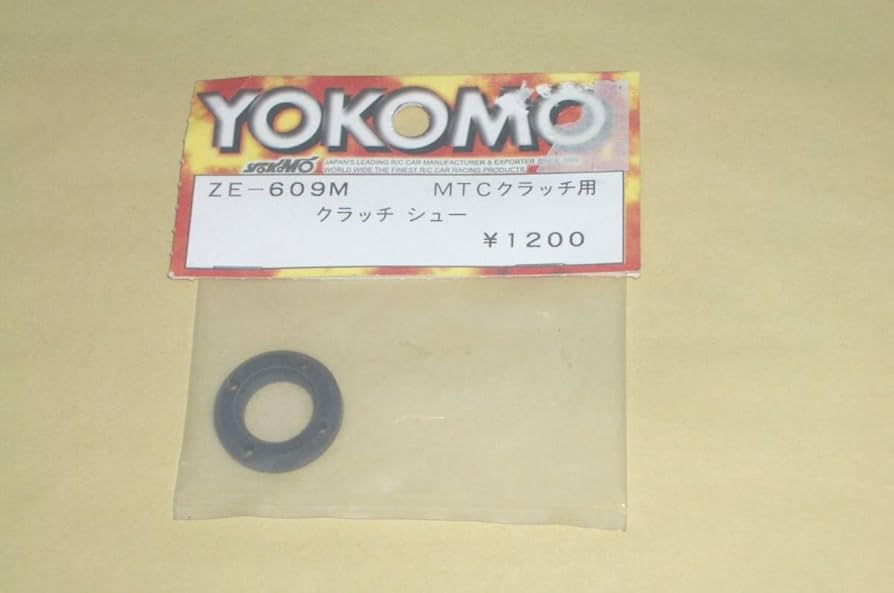 YOKOMO
YOKOMO JAPAN'S LEADING R/C CAR MANUFACTURER & EXPORTER SINCE
WORLD WIDE THE FINEST R/C CAR RACING PRODUCTS
ZE-609M MTCクラッチ用
クラッチ シュー
¥1200